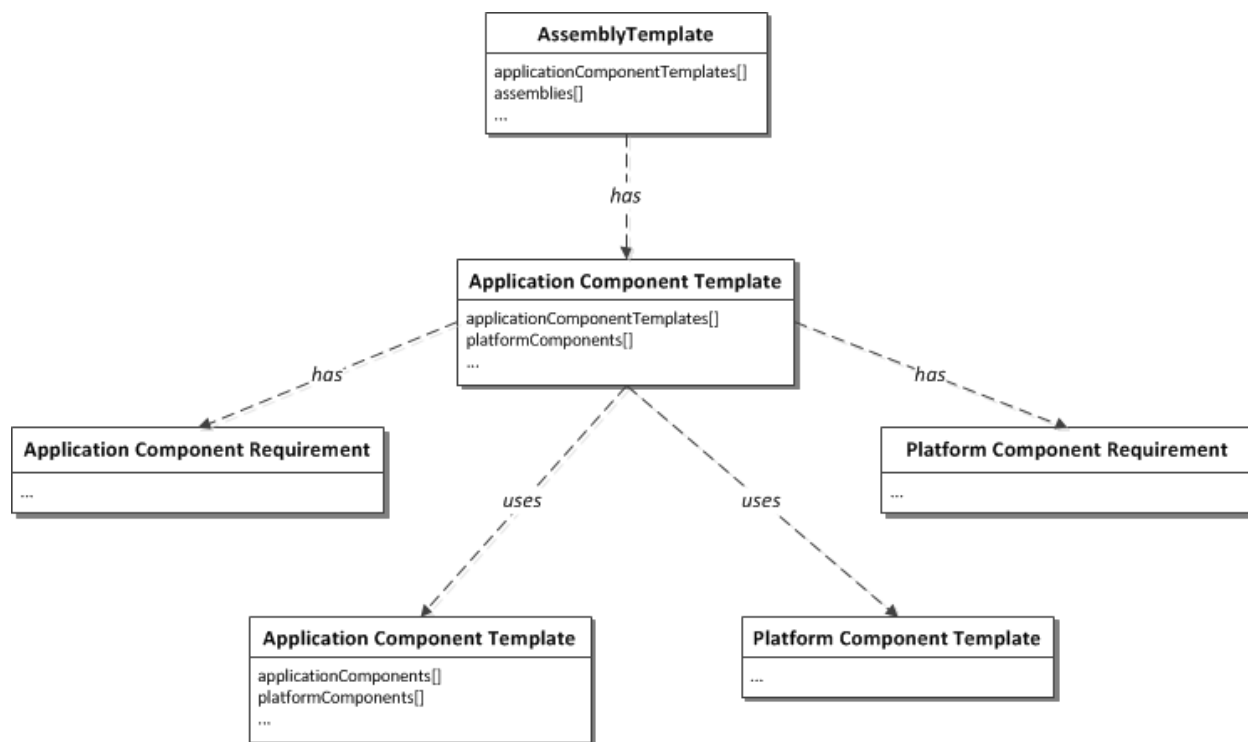 AssemblyTemplate
applicationComponentTemplates[]
assemblies[]
...
has
Application Component Template
applicationComponentTemplates[]
platformComponents[]
...
has
has
Application Component Requirement
...
Platform Component Requirement
...
uses
uses
Application Component Template
applicationComponents[]
platformComponents[]
...
Platform Component Template
...